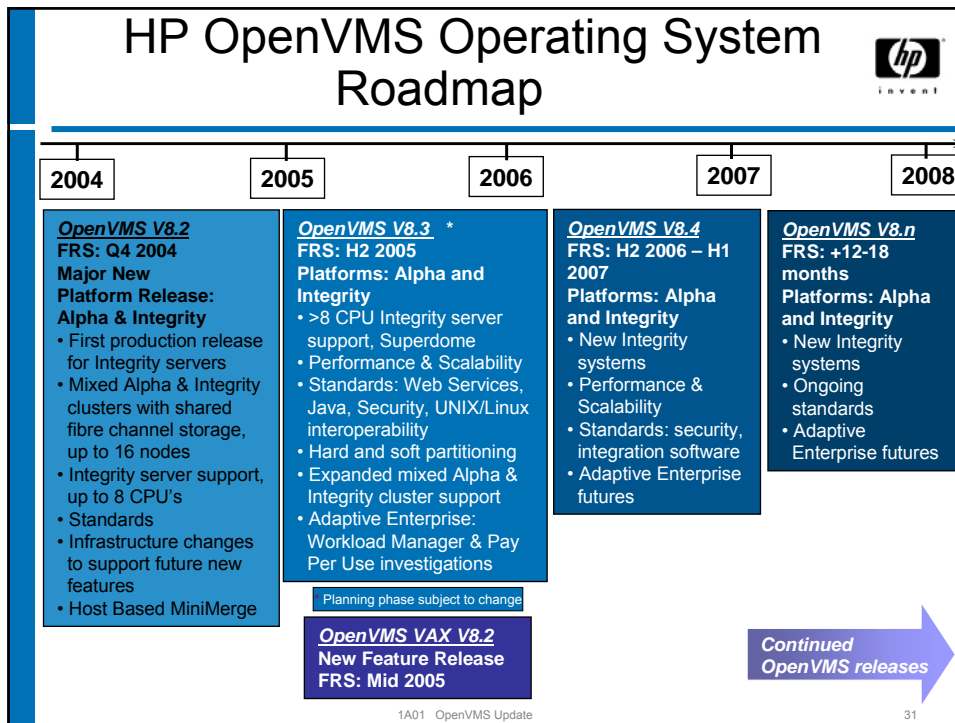 HP OpenVMS Operating System
Roadmap
hp
invent
2004
2005
2006
2007
2008
OpenVMS V8.2
FRS: Q4 2004
Major New
Platform Release:
Alpha & Integrity
• First production release
for Integrity servers
• Mixed Alpha & Integrity
clusters with shared
fibre channel storage,
up to 16 nodes
• Integrity server support,
up to 8 CPU's
• Standards
• Infrastructure changes
to support future new
features
• Host Based MiniMerge
OpenVMS V8.3 *
FRS: H2 2005
Platforms: Alpha and
Integrity
• >8 CPU Integrity server
support, Superdome
• Performance & Scalability
• Standards: Web Services,
Java, Security, UNIX/Linux
interoperability
• Hard and soft partitioning
• Expanded mixed Alpha &
Integrity cluster support
• Adaptive Enterprise:
Workload Manager & Pay
Per Use investigations
* Planning phase subject to change
OpenVMS VAX V8.2
New Feature Release
FRS: Mid 2005
OpenVMS V8.4
FRS: H2 2006 – H1
2007
Platforms: Alpha
and Integrity
• New Integrity
systems
• Performance &
Scalability
• Standards: security,
integration software
• Adaptive Enterprise
futures
OpenVMS V8.n
FRS: +12-18
months
Platforms: Alpha
and Integrity
• New Integrity
systems
• Ongoing
standards
• Adaptive
Enterprise futures
Continued
OpenVMS releases
1A01 OpenVMS Update
31